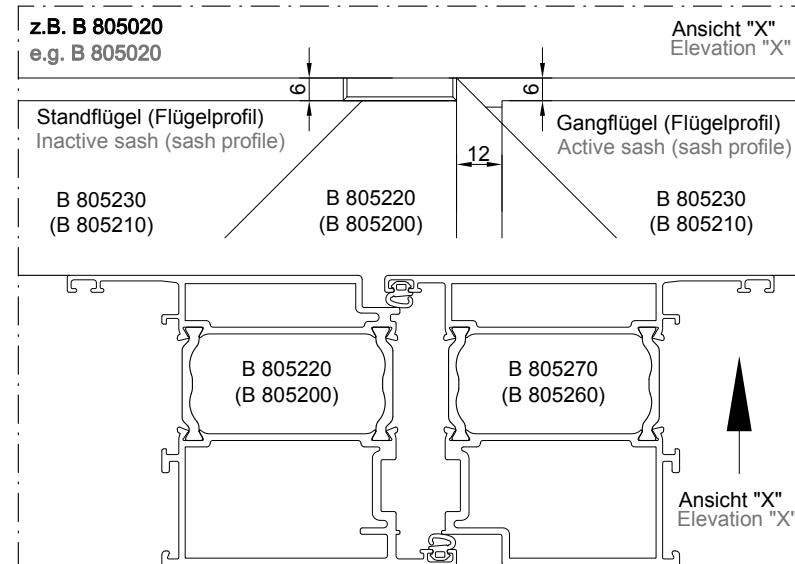 z.B. B 805020
e.g. B 805020
Ansicht "X"
Elevation "X"
6
6
Standflügel (Flügelprofil)
Inactive sash (sash profile)
Gangflügel (Flügelprofil)
Active sash (sash profile)
12
B 805230
(B 805210)
B 805220
(B 805200)
B 805230
(B 805210)
B 805220
(B 805200)
B 805270
(B 805260)
Ansicht "X"
Elevation "X"